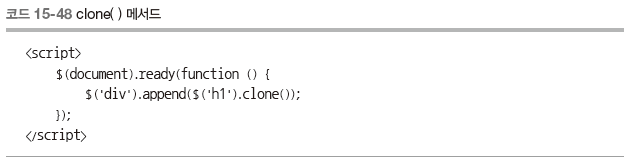 코드 15-48 clone( ) 메서드
<script>
    $(document).ready(function () {
        $('div').append($('h1').clone());
    });
</script>